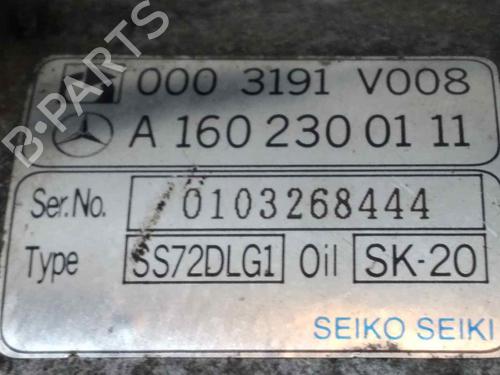 B-PARTS
000 3191 V008
A 160 230 01 11
Ser.No. 0103268444
Type SS72DLG1 Oil SK-20
SEIKO SEIKI